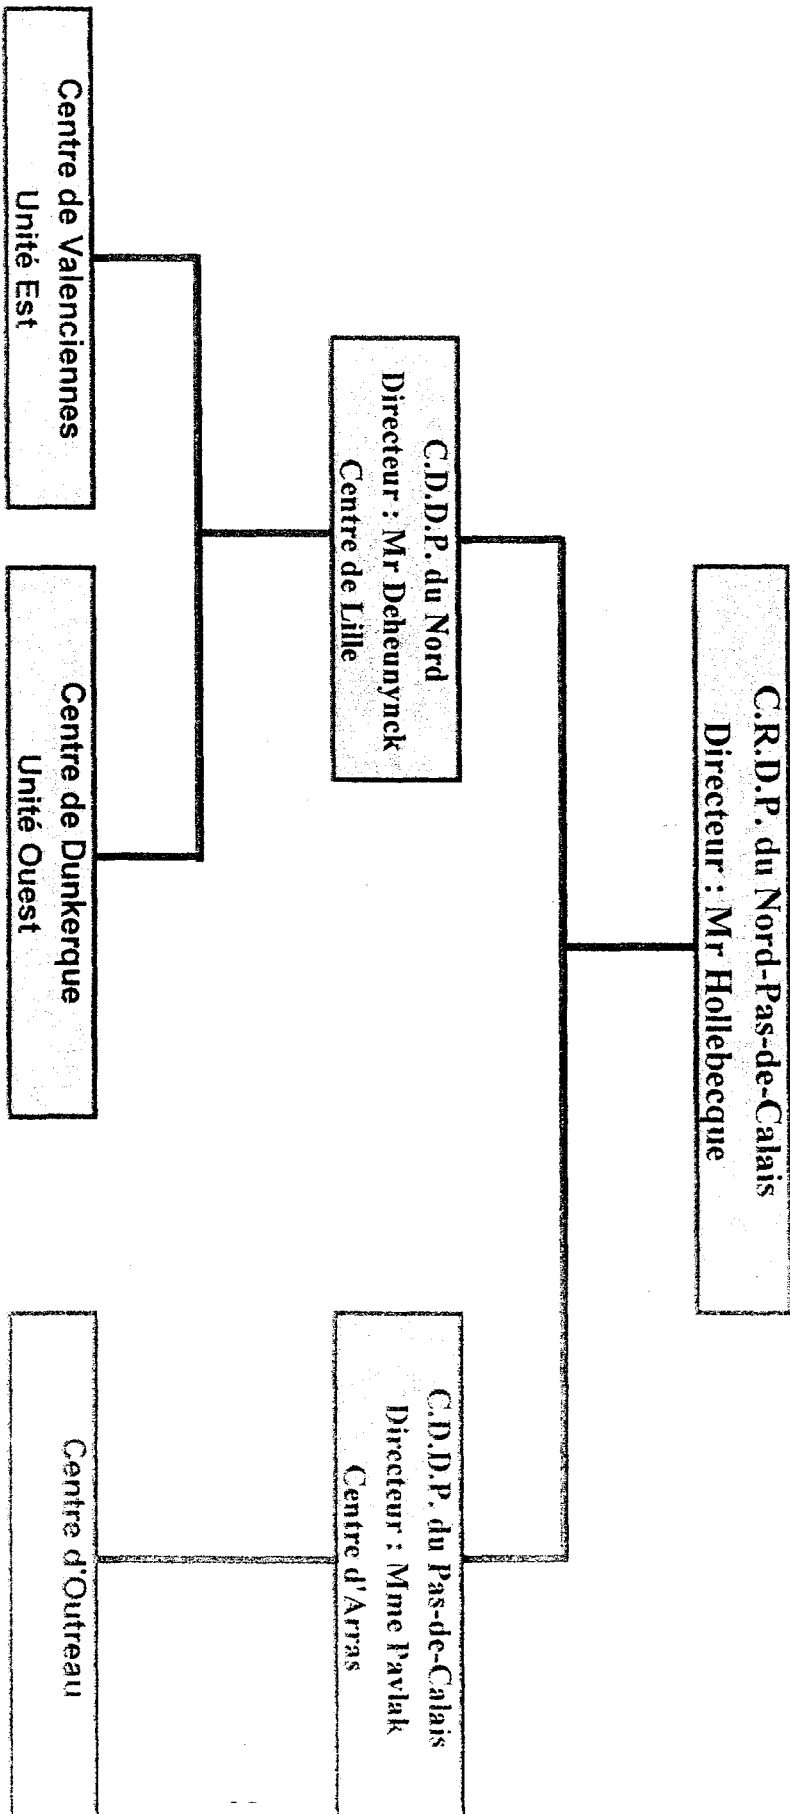 C.R.D.P. du Nord-Pas-de-Calais
Directeur : Mr Hollebecque
C.D.D.P. du Nord
Directeur : Mr Deheunynck
Centre de Lille
C.D.D.P. du Pas-de-Calais
Directeur : Mme Pavlak
Centre d'Arras
Centre de Valenciennes
Unité Est
Centre de Dunkerque
Unité Ouest
Centre d'Outreau